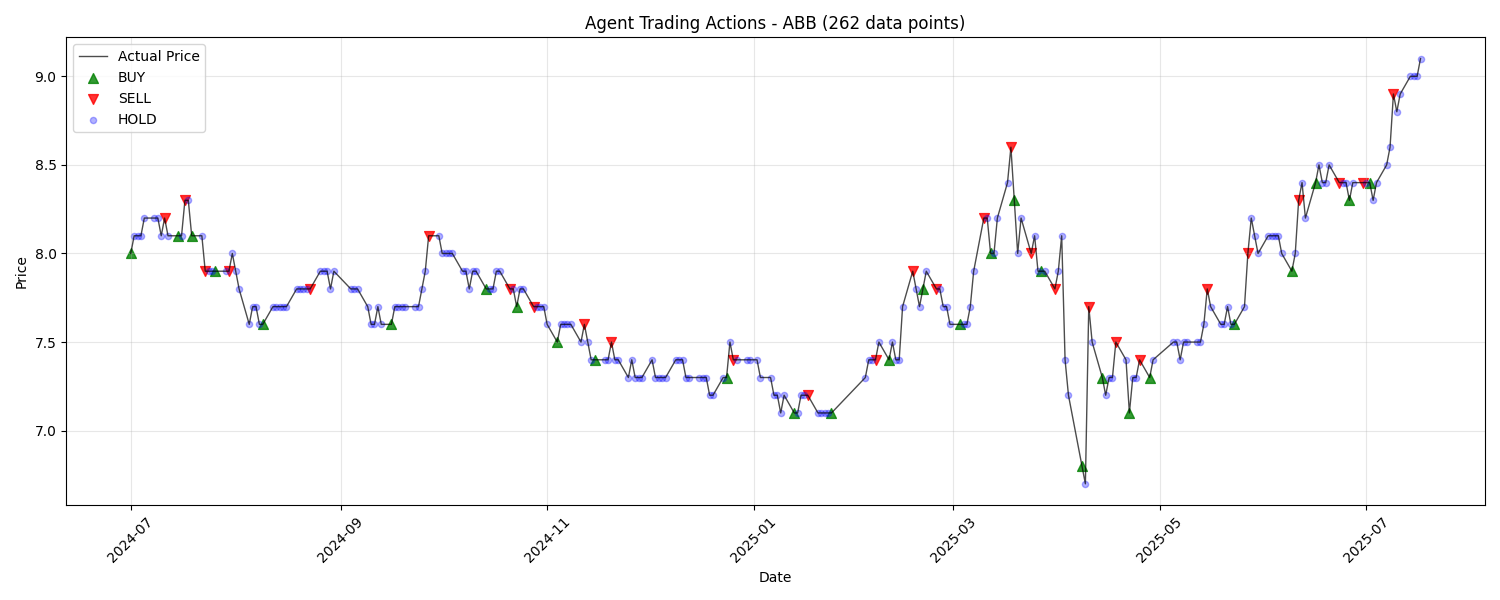 Agent Trading Actions - ABB (262 data points)
Actual Price
BUY
SELL
HOLD
Price
9.0
8.5
8.0
7.5
7.0
2024-07
2024-09
2024-11
2025-01
2025-03
2025-05
2025-07
Date